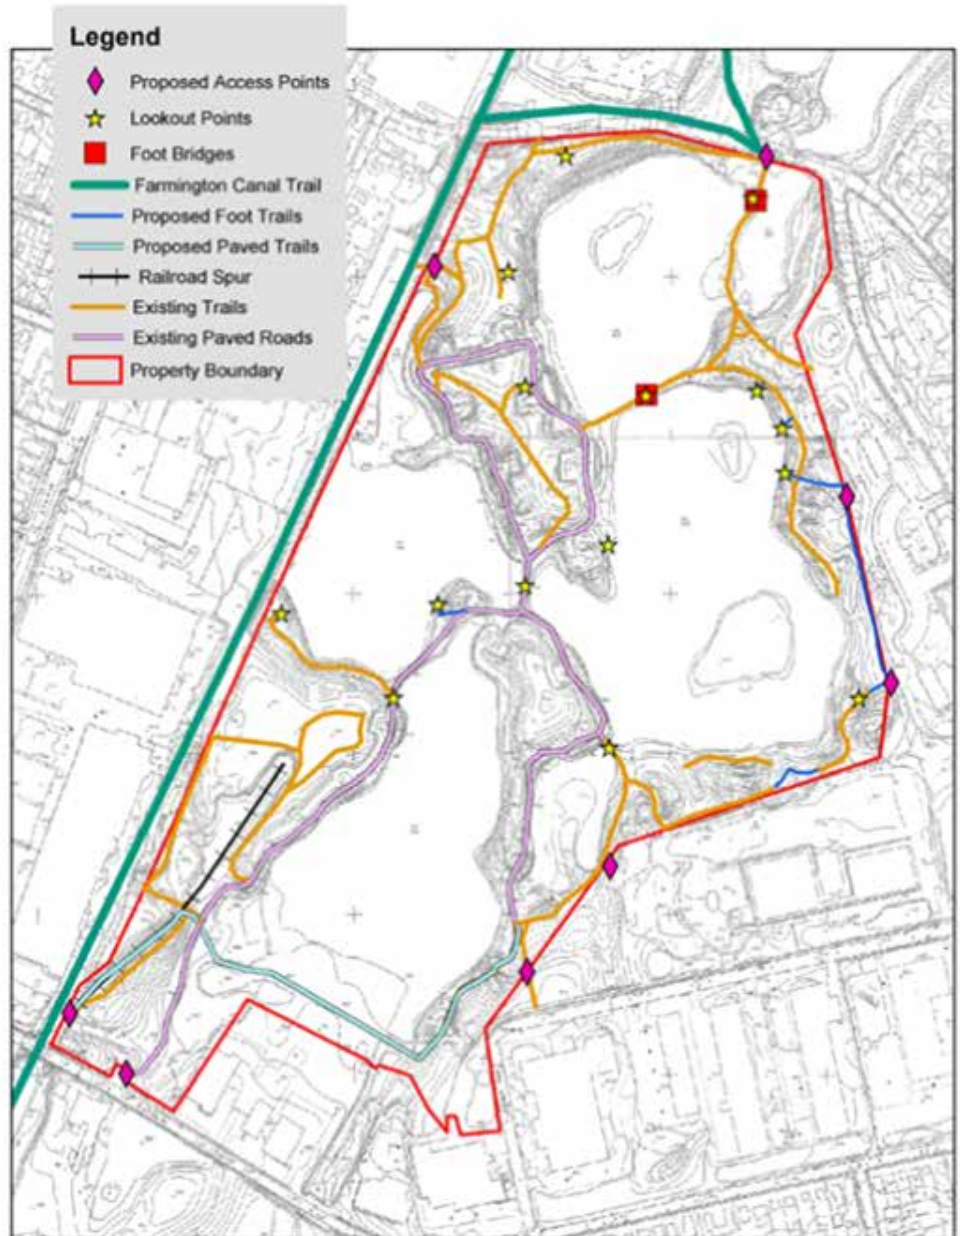 Legend
Proposed Access Points
Lookout Points
Foot Bridges
Farmington Canal Trail
Proposed Foot Trails
Proposed Paved Trails
Railroad Spur
Existing Trails
Existing Paved Roads
Property Boundary